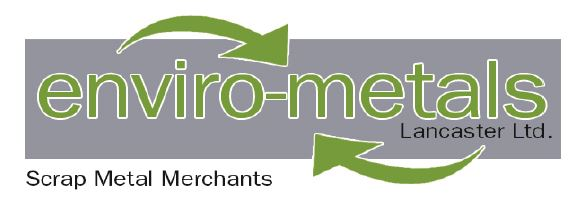 enviro-metals
Lancaster Ltd.
Scrap Metal Merchants